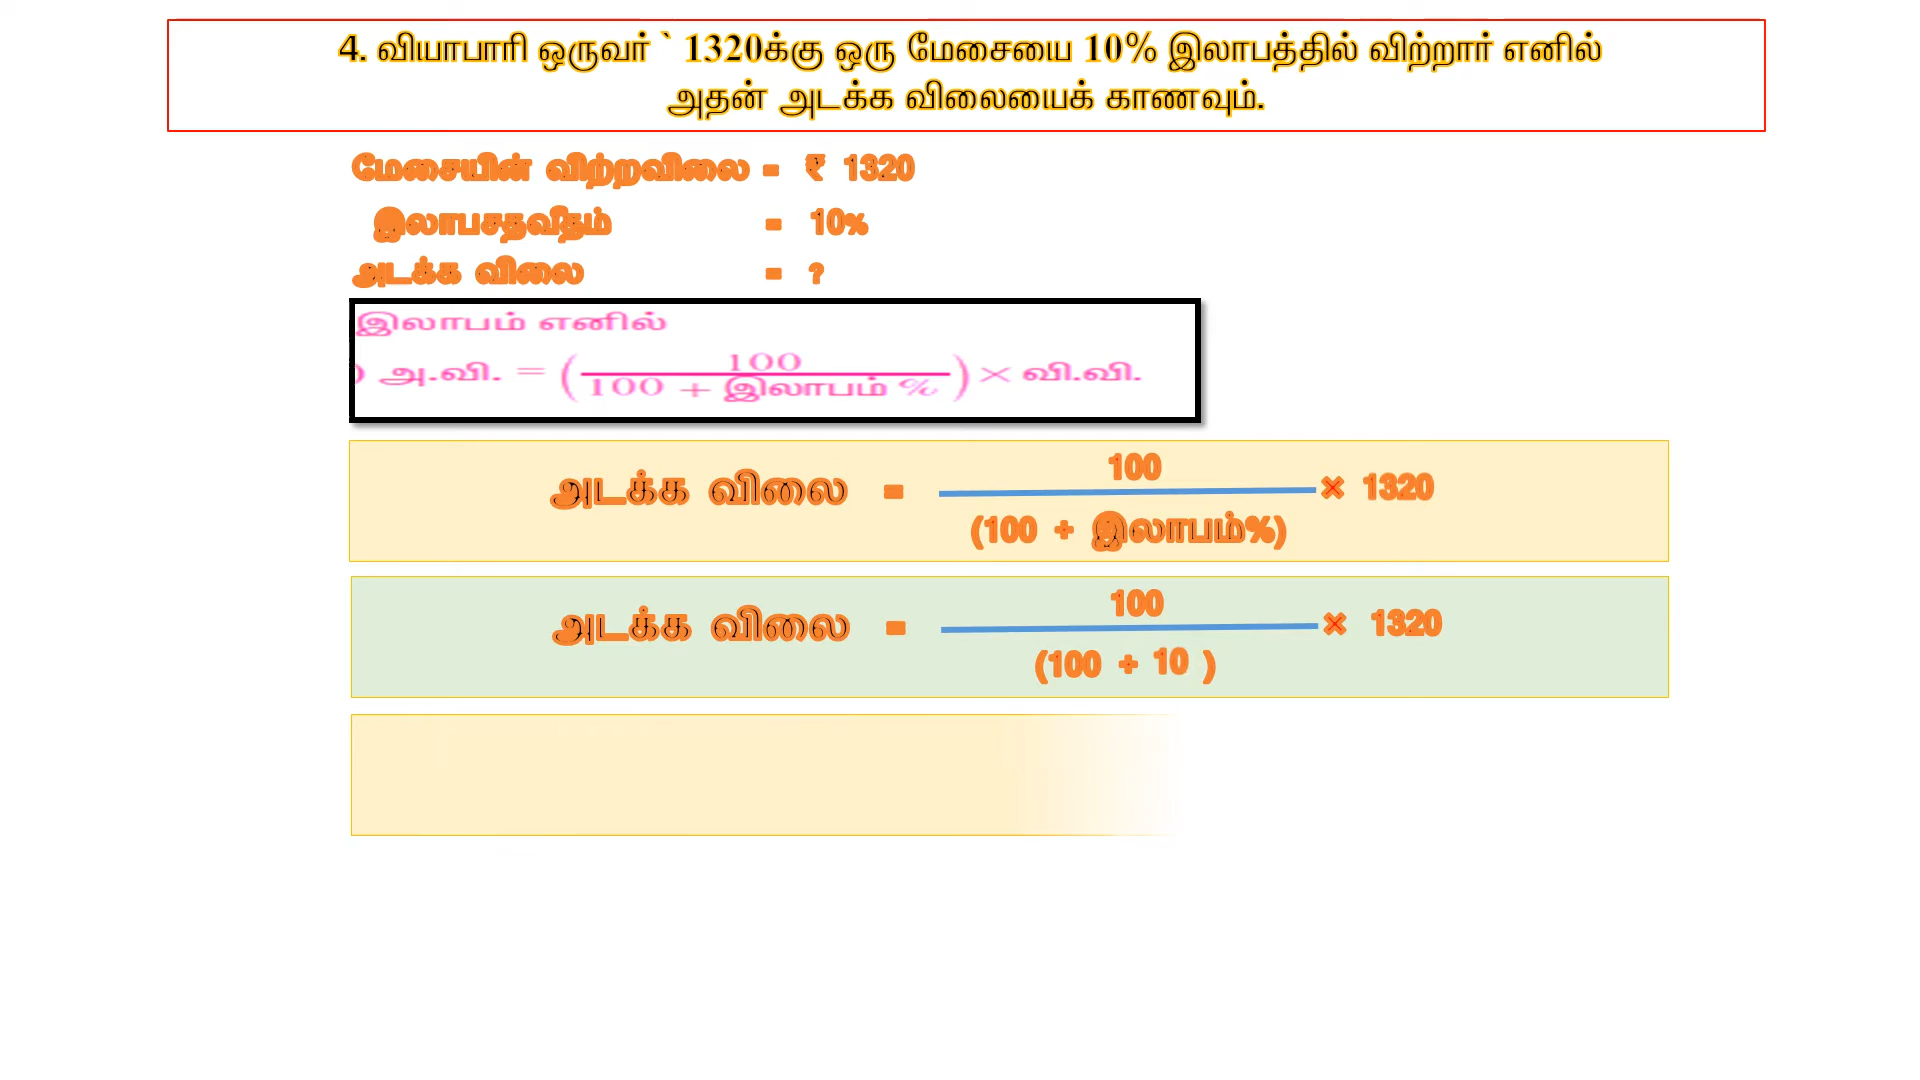 4. வியாபாரி ஒருவர் ` 1320க்கு ஒரு மேசையை 10% இலாபத்தில் விற்றார் எனில்
அதன் அடக்க விலையைக் காணவும்.
மேசையின் விற்றவிலை = ₹ 1320
இலாபசதவீதம் = 10%
அடக்க விலை = ?
இலாபம் எனில்
) அ.வி. = (100 / 100 + இலாபம் %) × வி.வி.
100
அடக்க விலை = × 1320
(100 + இலாபம்%)
100
அடக்க விலை = × 1320
(100 + 10 )